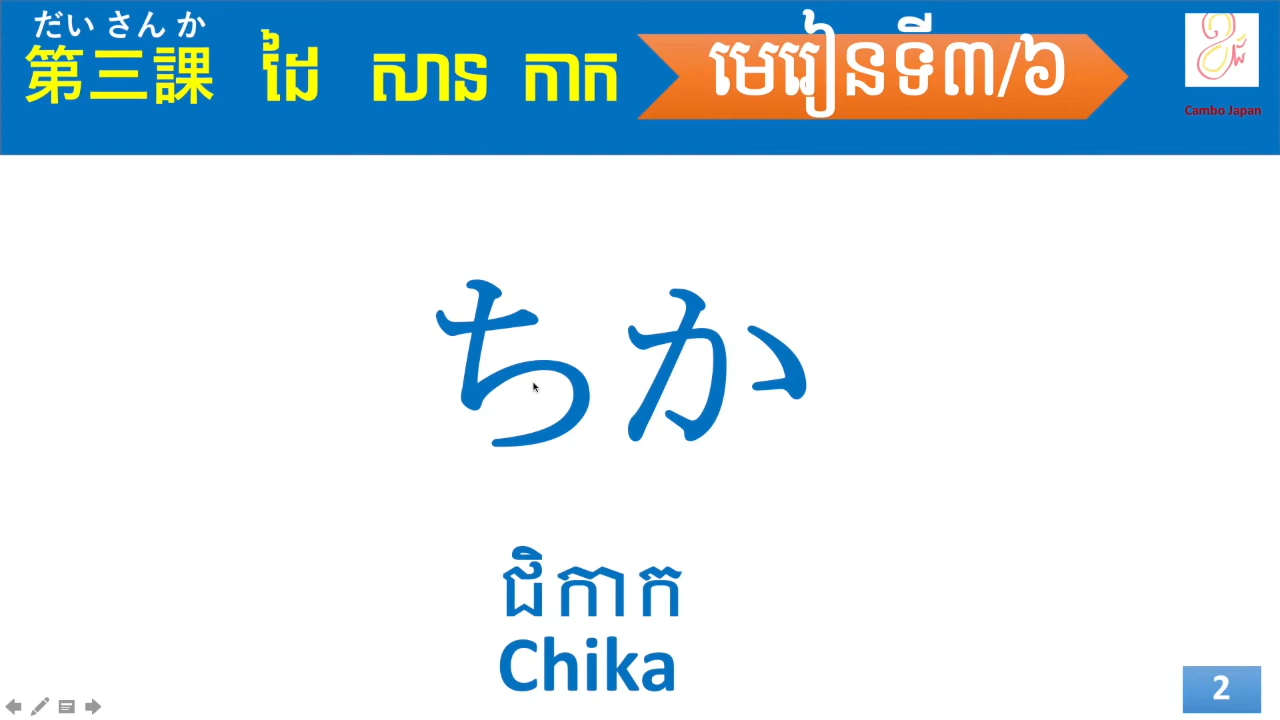 だい さん か
第三課 ដៃ សាន កាក មេរៀនទី៣/៦
Cambo Japan
ちか
ជិកាក
Chika
2